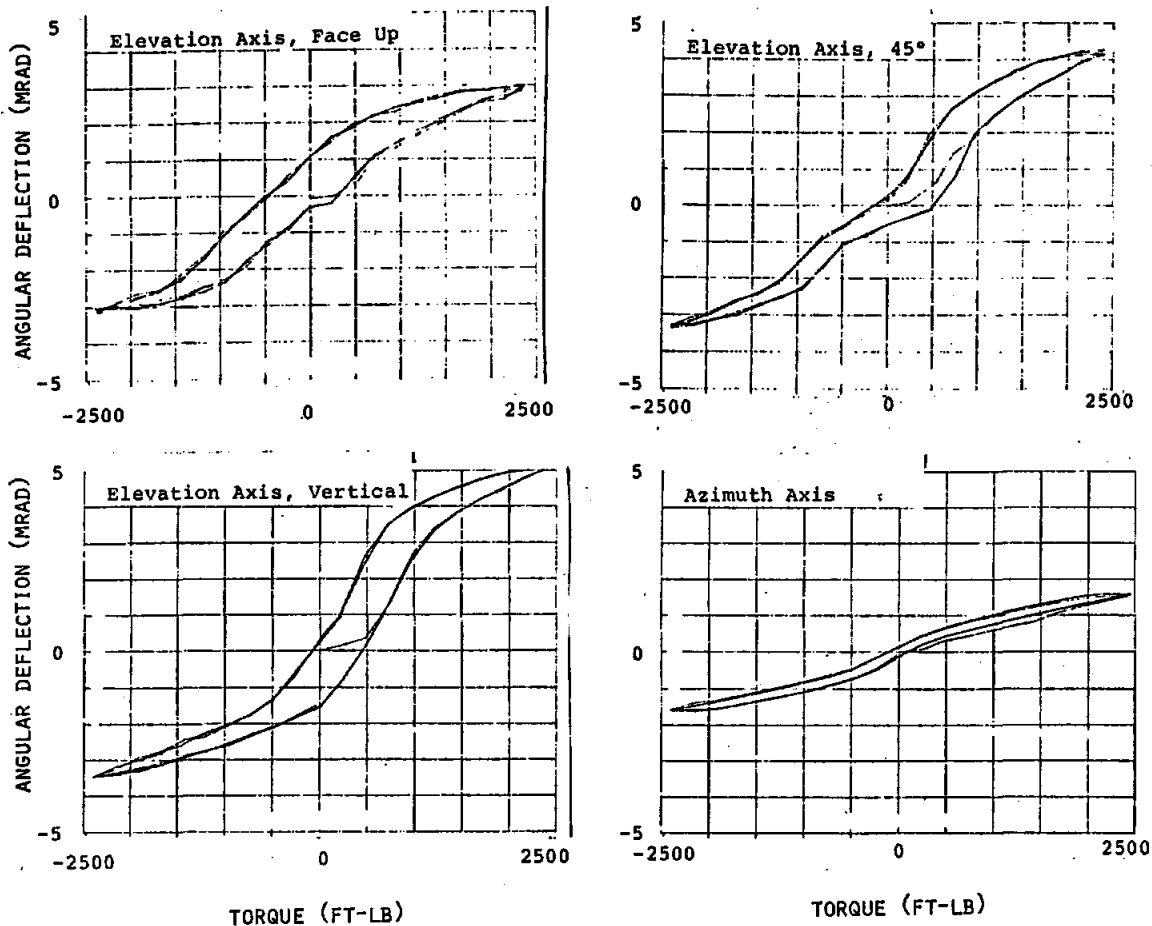 Elevation Axis, Face Up
ANGULAR DEFLECTION (MRAD)
5
0
-5
-2500 0 2500
Elevation Axis, 45°
5
0
-5
-2500 0 2500
Elevation Axis, Vertical
ANGULAR DEFLECTION (MRAD)
5
0
-5
-2500 0 2500
TORQUE (FT-LB)
Azimuth Axis
5
0
-5
-2500 0 2500
TORQUE (FT-LB)